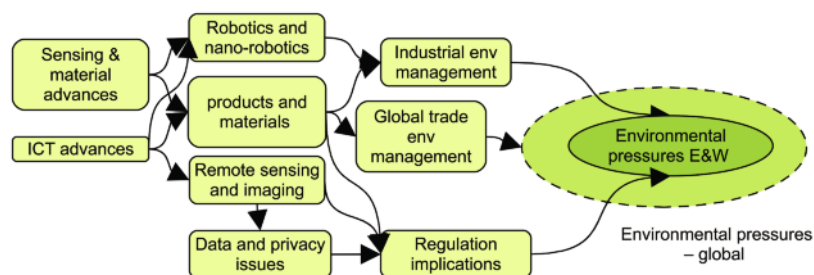 Sensing &
material
advances
ICT advances
Robotics and
nano-robotics
products and
materials
Remote sensing
and imaging
Data and privacy
issues
Industrial env
management
Global trade
env
management
Regulation
implications
Environmental
pressures E&W
Environmental pressures
– global